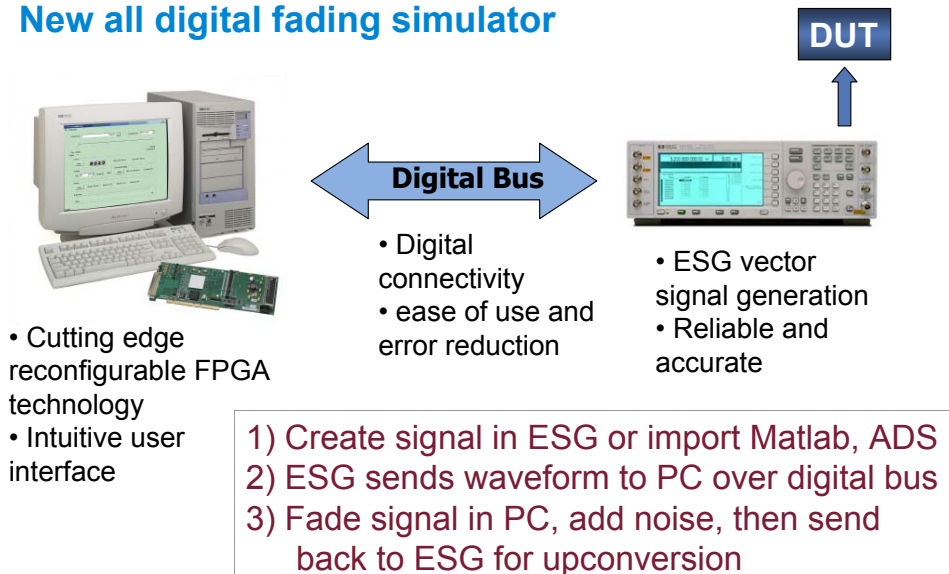 New all digital fading simulator
DUT
Digital Bus
• Digital
connectivity
• ease of use and
error reduction
• ESG vector
signal generation
• Reliable and
accurate
• Cutting edge
reconfigurable FPGA
technology
• Intuitive user
interface
1) Create signal in ESG or import Matlab, ADS
2) ESG sends waveform to PC over digital bus
3) Fade signal in PC, add noise, then send
back to ESG for upconversion